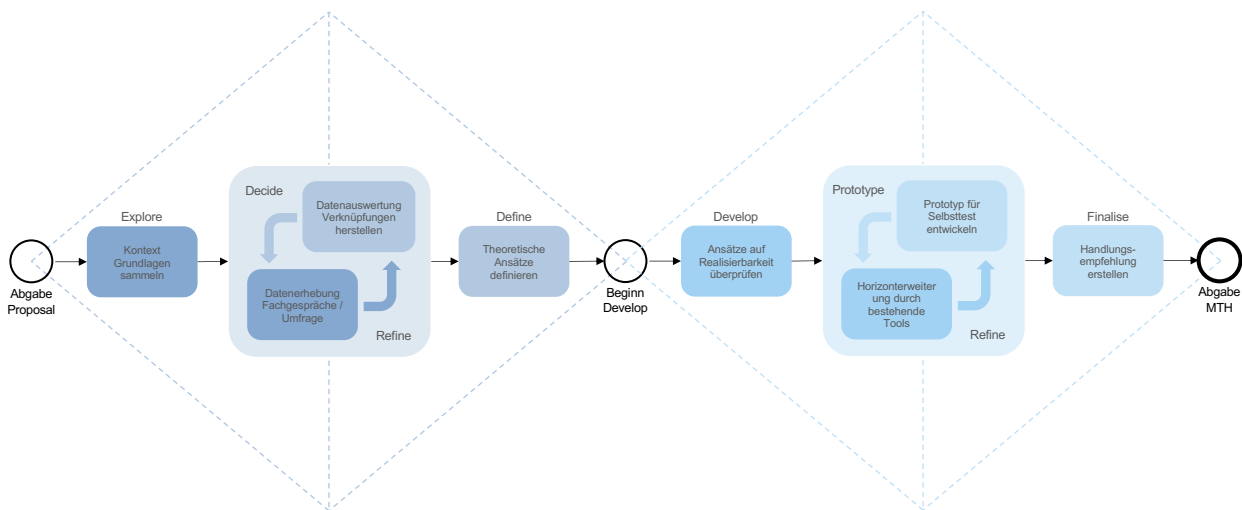 Abgabe
Proposal
Explore
Kontext
Grundlagen
sammeln
Decide
Datenauswertung
Verknüpfungen
herstellen
Datenerhebung
Fachgespräche /
Umfrage
Refine
Define
Theoretische
Ansätze
definieren
Beginn
Develop
Develop
Ansätze auf
Realisierbarkeit
überprüfen
Prototype
Prototyp für
Selbsttest
entwickeln
Horizonterweiter
ung durch
bestehende
Tools
Refine
Finalise
Handlungs-
empfehlung
erstellen
Abgabe
MTH